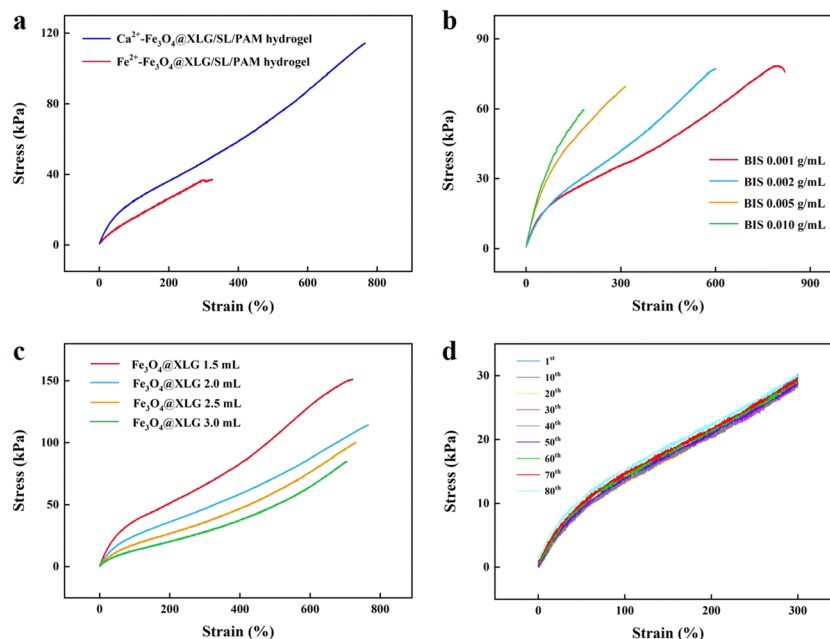 a
120
80
40
0
Stress (kPa)
Ca²⁺-Fe₃O₄@XLG/SL/PAM hydrogel
Fe²⁺-Fe₃O₄@XLG/SL/PAM hydrogel
0 200 400 600 800
Strain (%)
b
90
60
30
0
Stress (kPa)
BIS 0.001 g/mL
BIS 0.002 g/mL
BIS 0.005 g/mL
BIS 0.010 g/mL
0 300 600 900
Strain (%)
c
150
100
50
0
Stress (kPa)
Fe₃O₄@XLG 1.5 mL
Fe₃O₄@XLG 2.0 mL
Fe₃O₄@XLG 2.5 mL
Fe₃O₄@XLG 3.0 mL
0 200 400 600 800
Strain (%)
d
30
20
10
0
Stress (kPa)
1ˢᵗ
10ᵗʰ
20ᵗʰ
30ᵗʰ
40ᵗʰ
50ᵗʰ
60ᵗʰ
70ᵗʰ
80ᵗʰ
0 100 200 300
Strain (%)